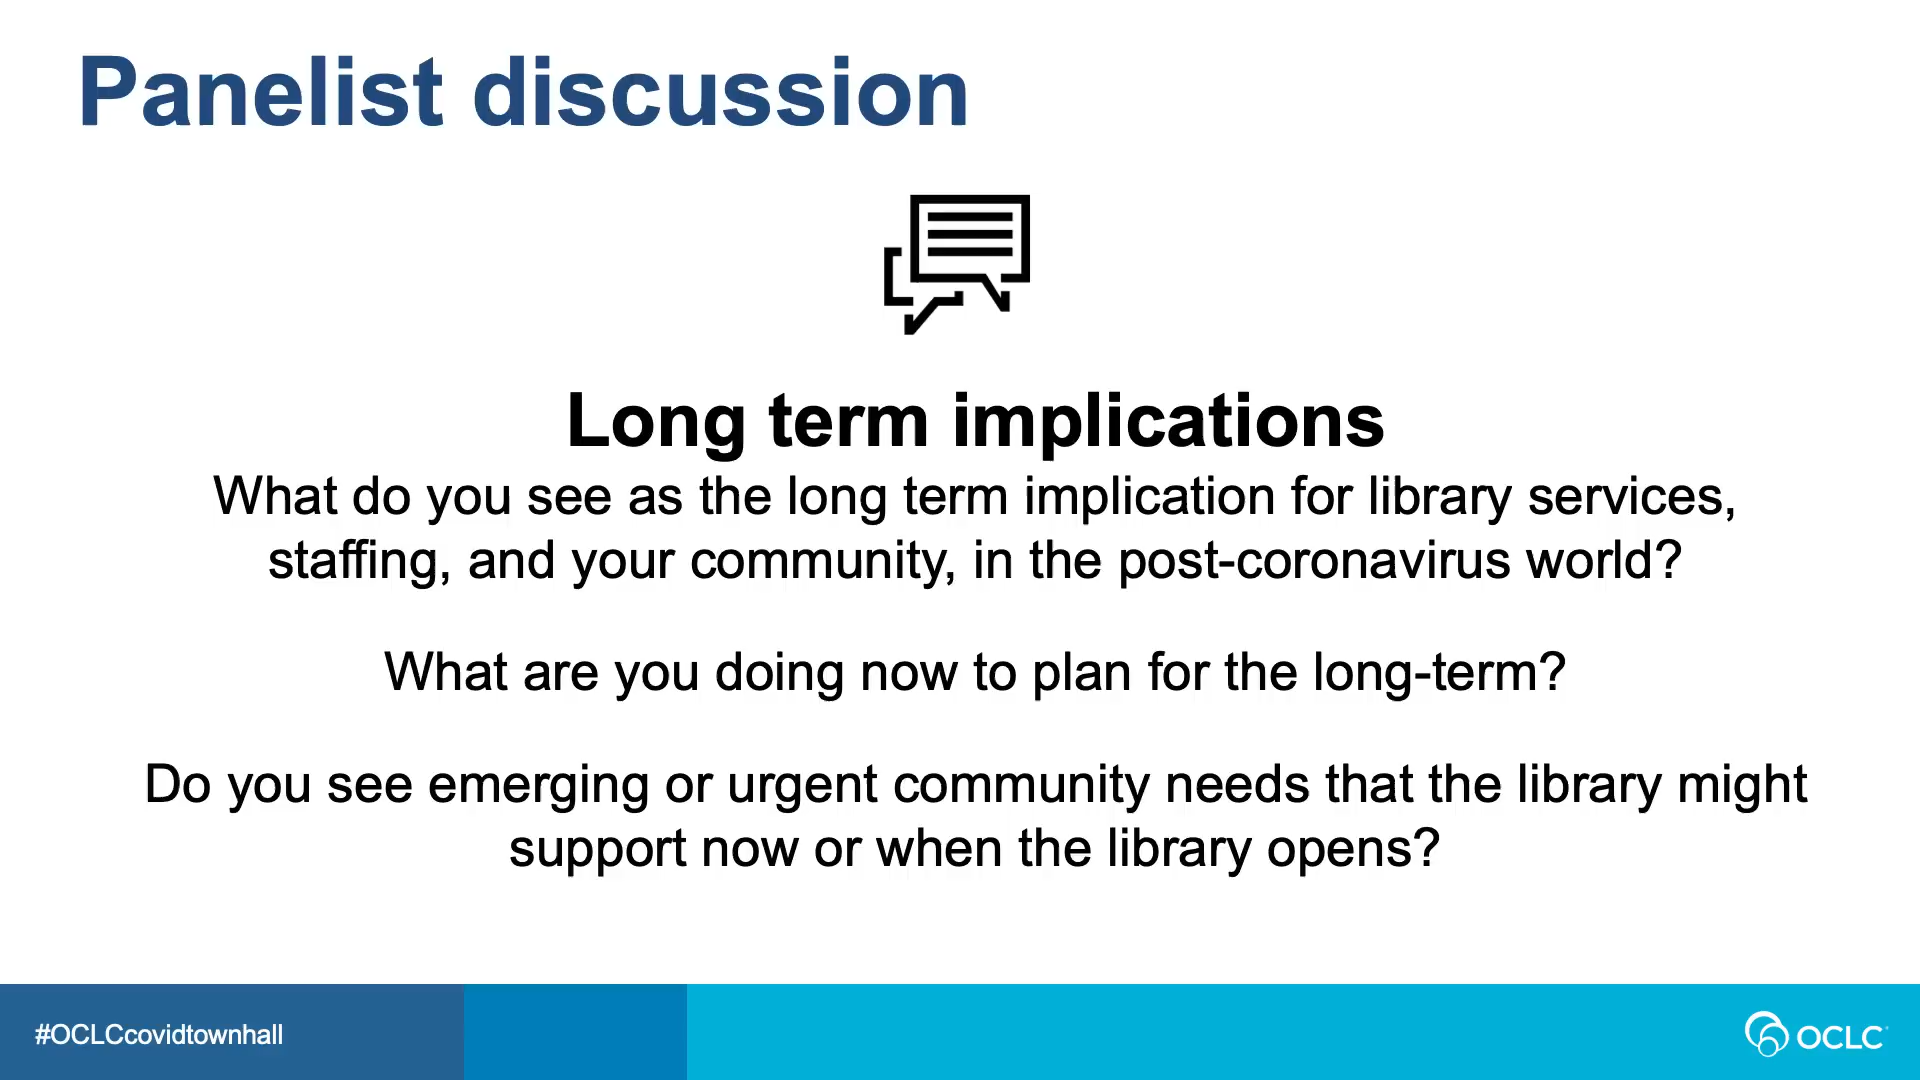 Panelist discussion
Long term implications
What do you see as the long term implication for library services,
staffing, and your community, in the post-coronavirus world?
What are you doing now to plan for the long-term?
Do you see emerging or urgent community needs that the library might
support now or when the library opens?
#OCLCcovidtownhall
OCLC